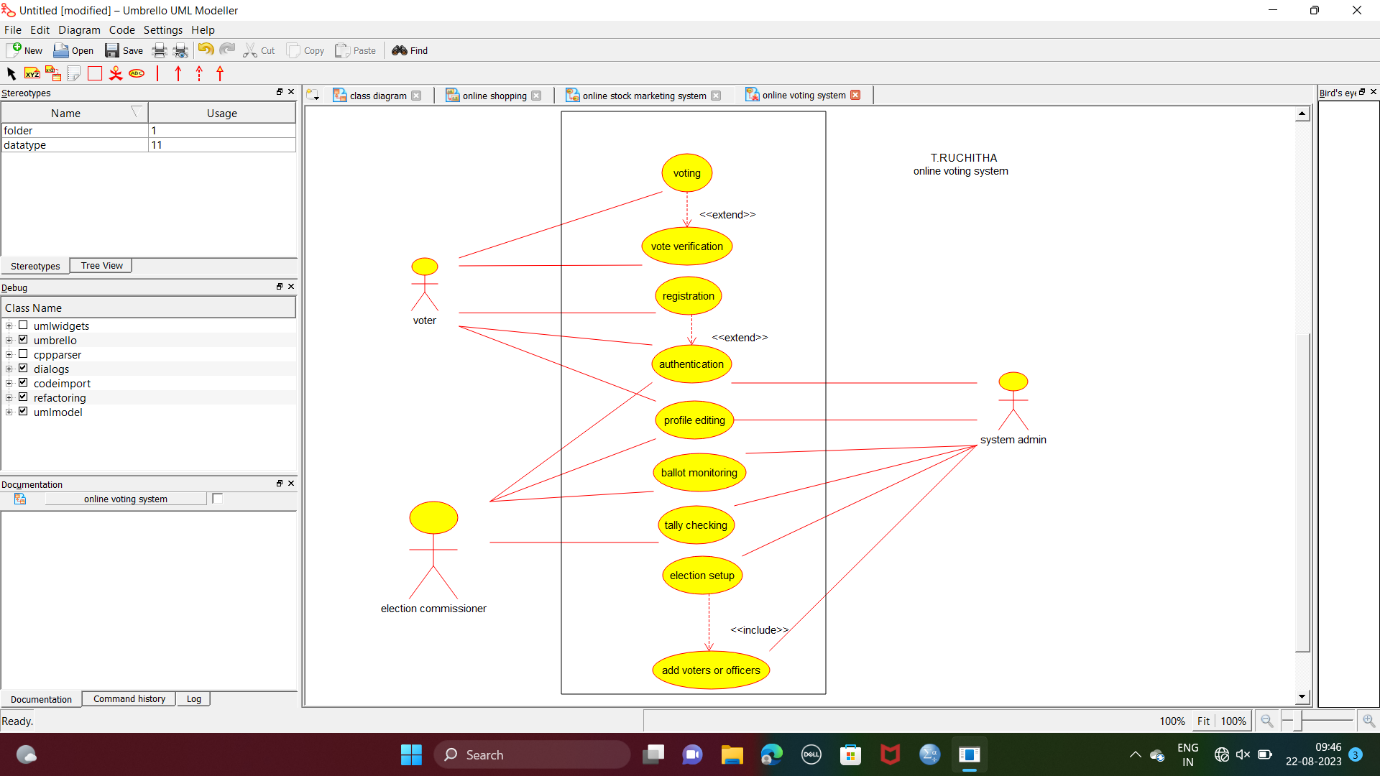 Untitled [modified] – Umbrello UML Modeller
File Edit Diagram Code Settings Help
New Open Save Cut Copy Paste Find
XYZ ABC
Stereotypes
Name Usage
folder 1
datatype 11
Stereotypes Tree View
Debug
Class Name
umlwidgets
umbrello
cppparser
dialogs
codeimport
refactoring
umlmodel
Documentation
online voting system
Documentation Command history Log
class diagram online shopping online stock marketing system online voting system
T.RUCHITHA
online voting system
voting
<<extend>>
vote verification
registration
voter
<<extend>>
authentication
profile editing
system admin
ballot monitoring
tally checking
election setup
election commissioner
<<include>>
add voters or officers
Bird's eye
Ready.
100% Fit 100%
Search
DELL
ENG
IN
09:46
22-08-2023
3